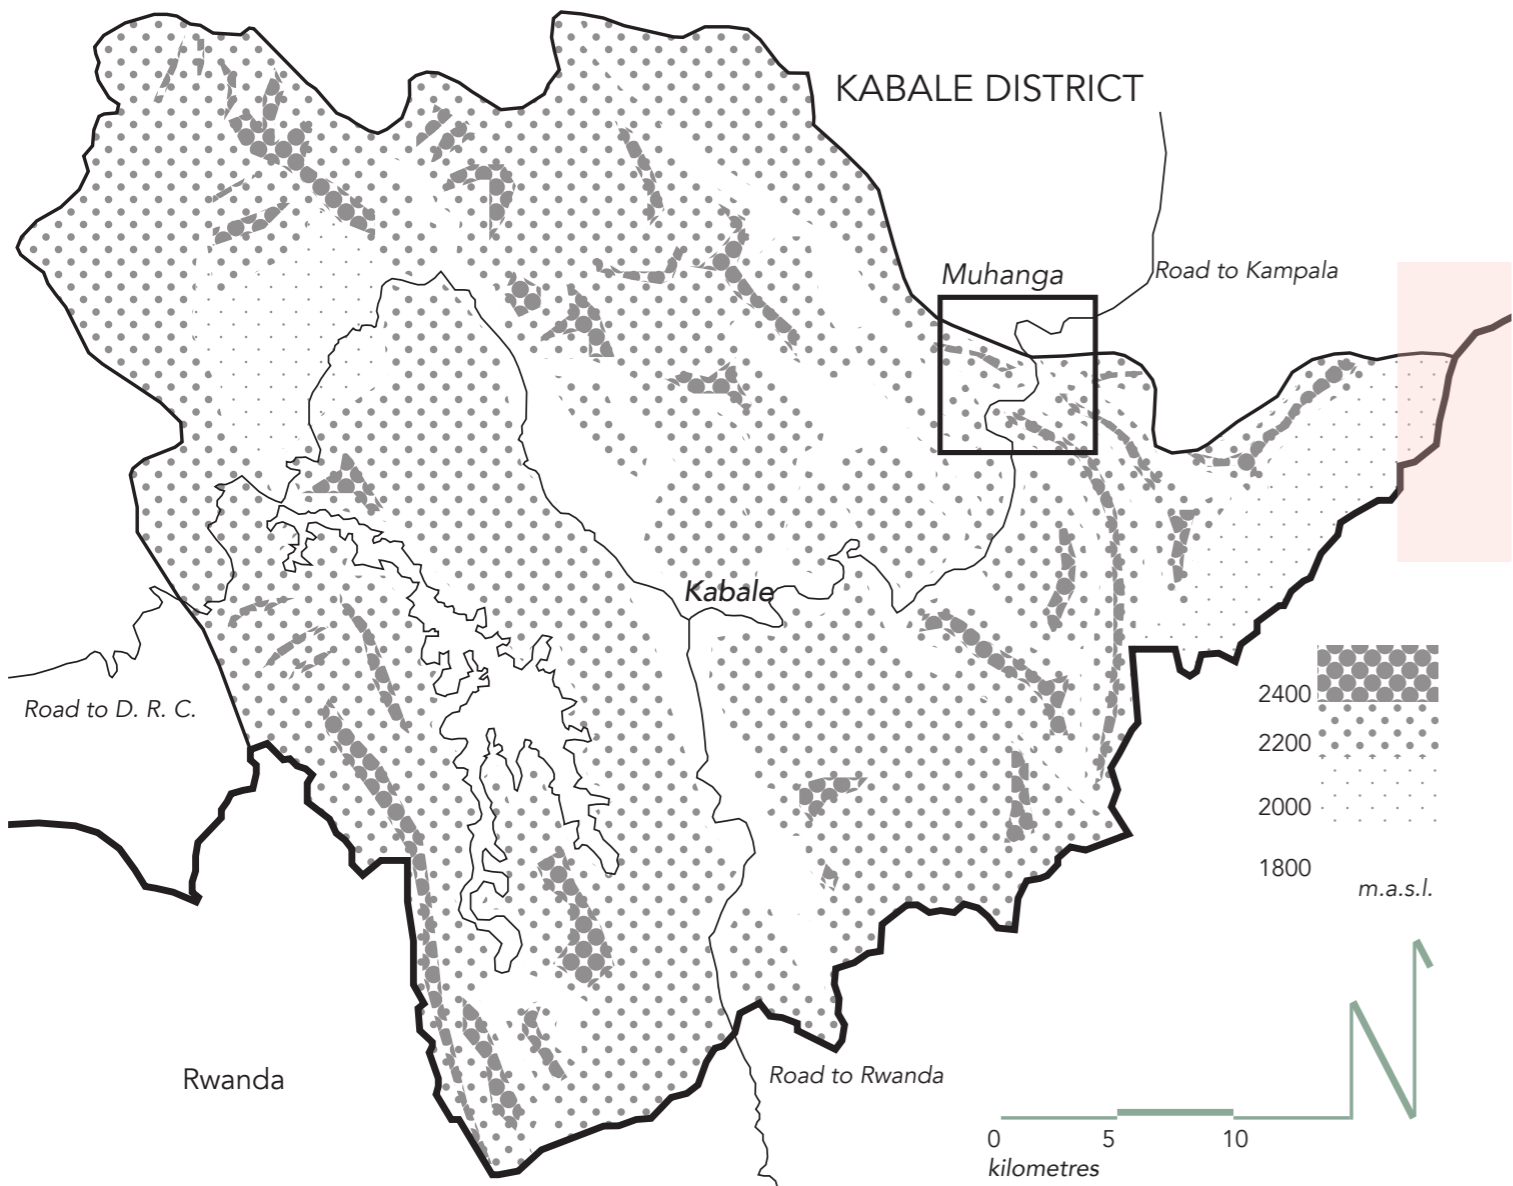 KABALE DISTRICT
Muhanga
Road to Kampala
Kabale
Road to D. R. C.
2400
2200
2000
1800
m.a.s.l.
Rwanda
Road to Rwanda
0 5 10
kilometres
N